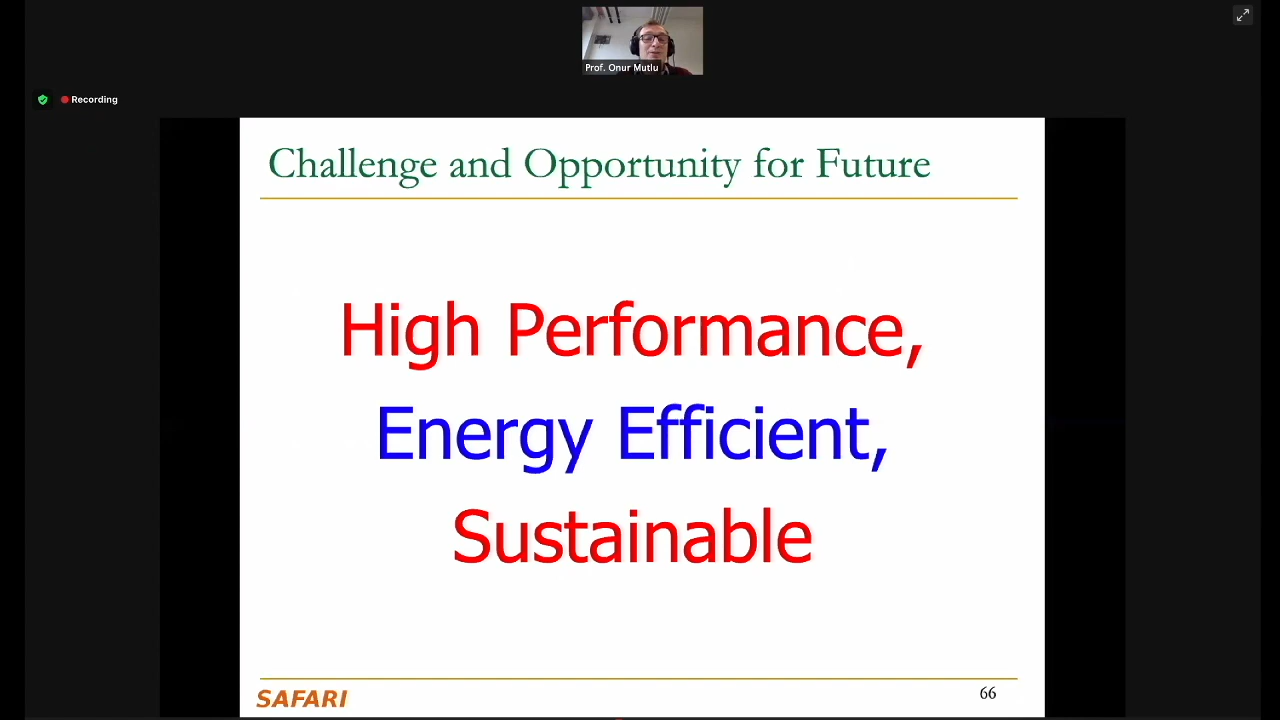 Prof. Onur Mutlu
Recording
Challenge and Opportunity for Future
High Performance,
Energy Efficient,
Sustainable
SAFARI
66